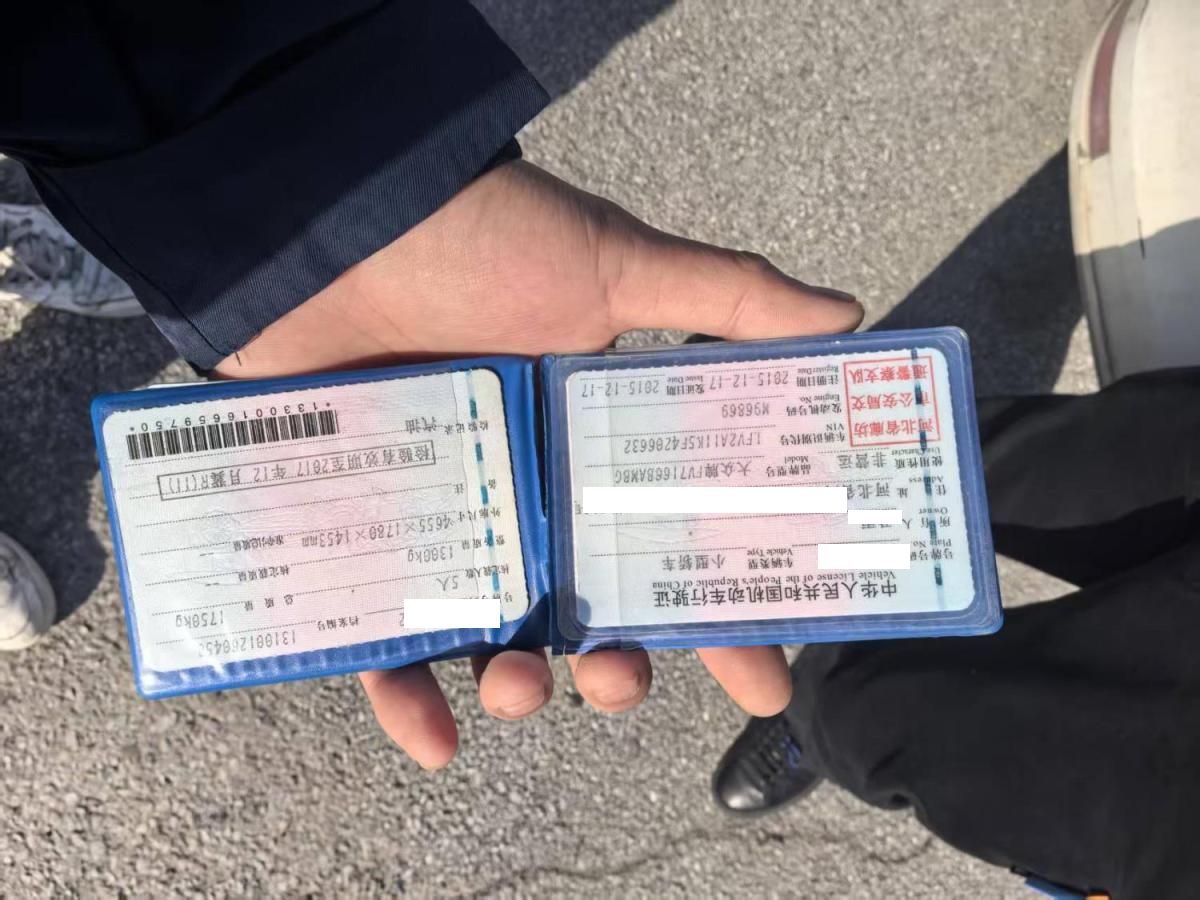 中华人民共和国机动车行驶证
Vehicle License of the People's Republic of China
号牌号码
Plate No.
车辆类型 小型轿车
Vehicle Type
所有人
Owner
住址 河北省
Address
使用性质 非营运
Use Character
品牌型号 大众牌FV7166BAMBG
Model
河北省廊坊
市公安局交
通警察支队
车辆识别代号
VIN
LFV2A11K5F4206632
发动机号码 M96869
Engine No.
注册日期 2015-12-17
Register Date
发证日期 2015-12-17
Issue Date
档案编号
核定载人数 5人
总质量 1750kg
整备质量 1300kg
核定载质量 --
外廓尺寸 4655×1780×1453mm
准牵引总质量 --
备注
检验有效期至2017年12月冀R(11)
检验记录 汽油
*1330016659750*